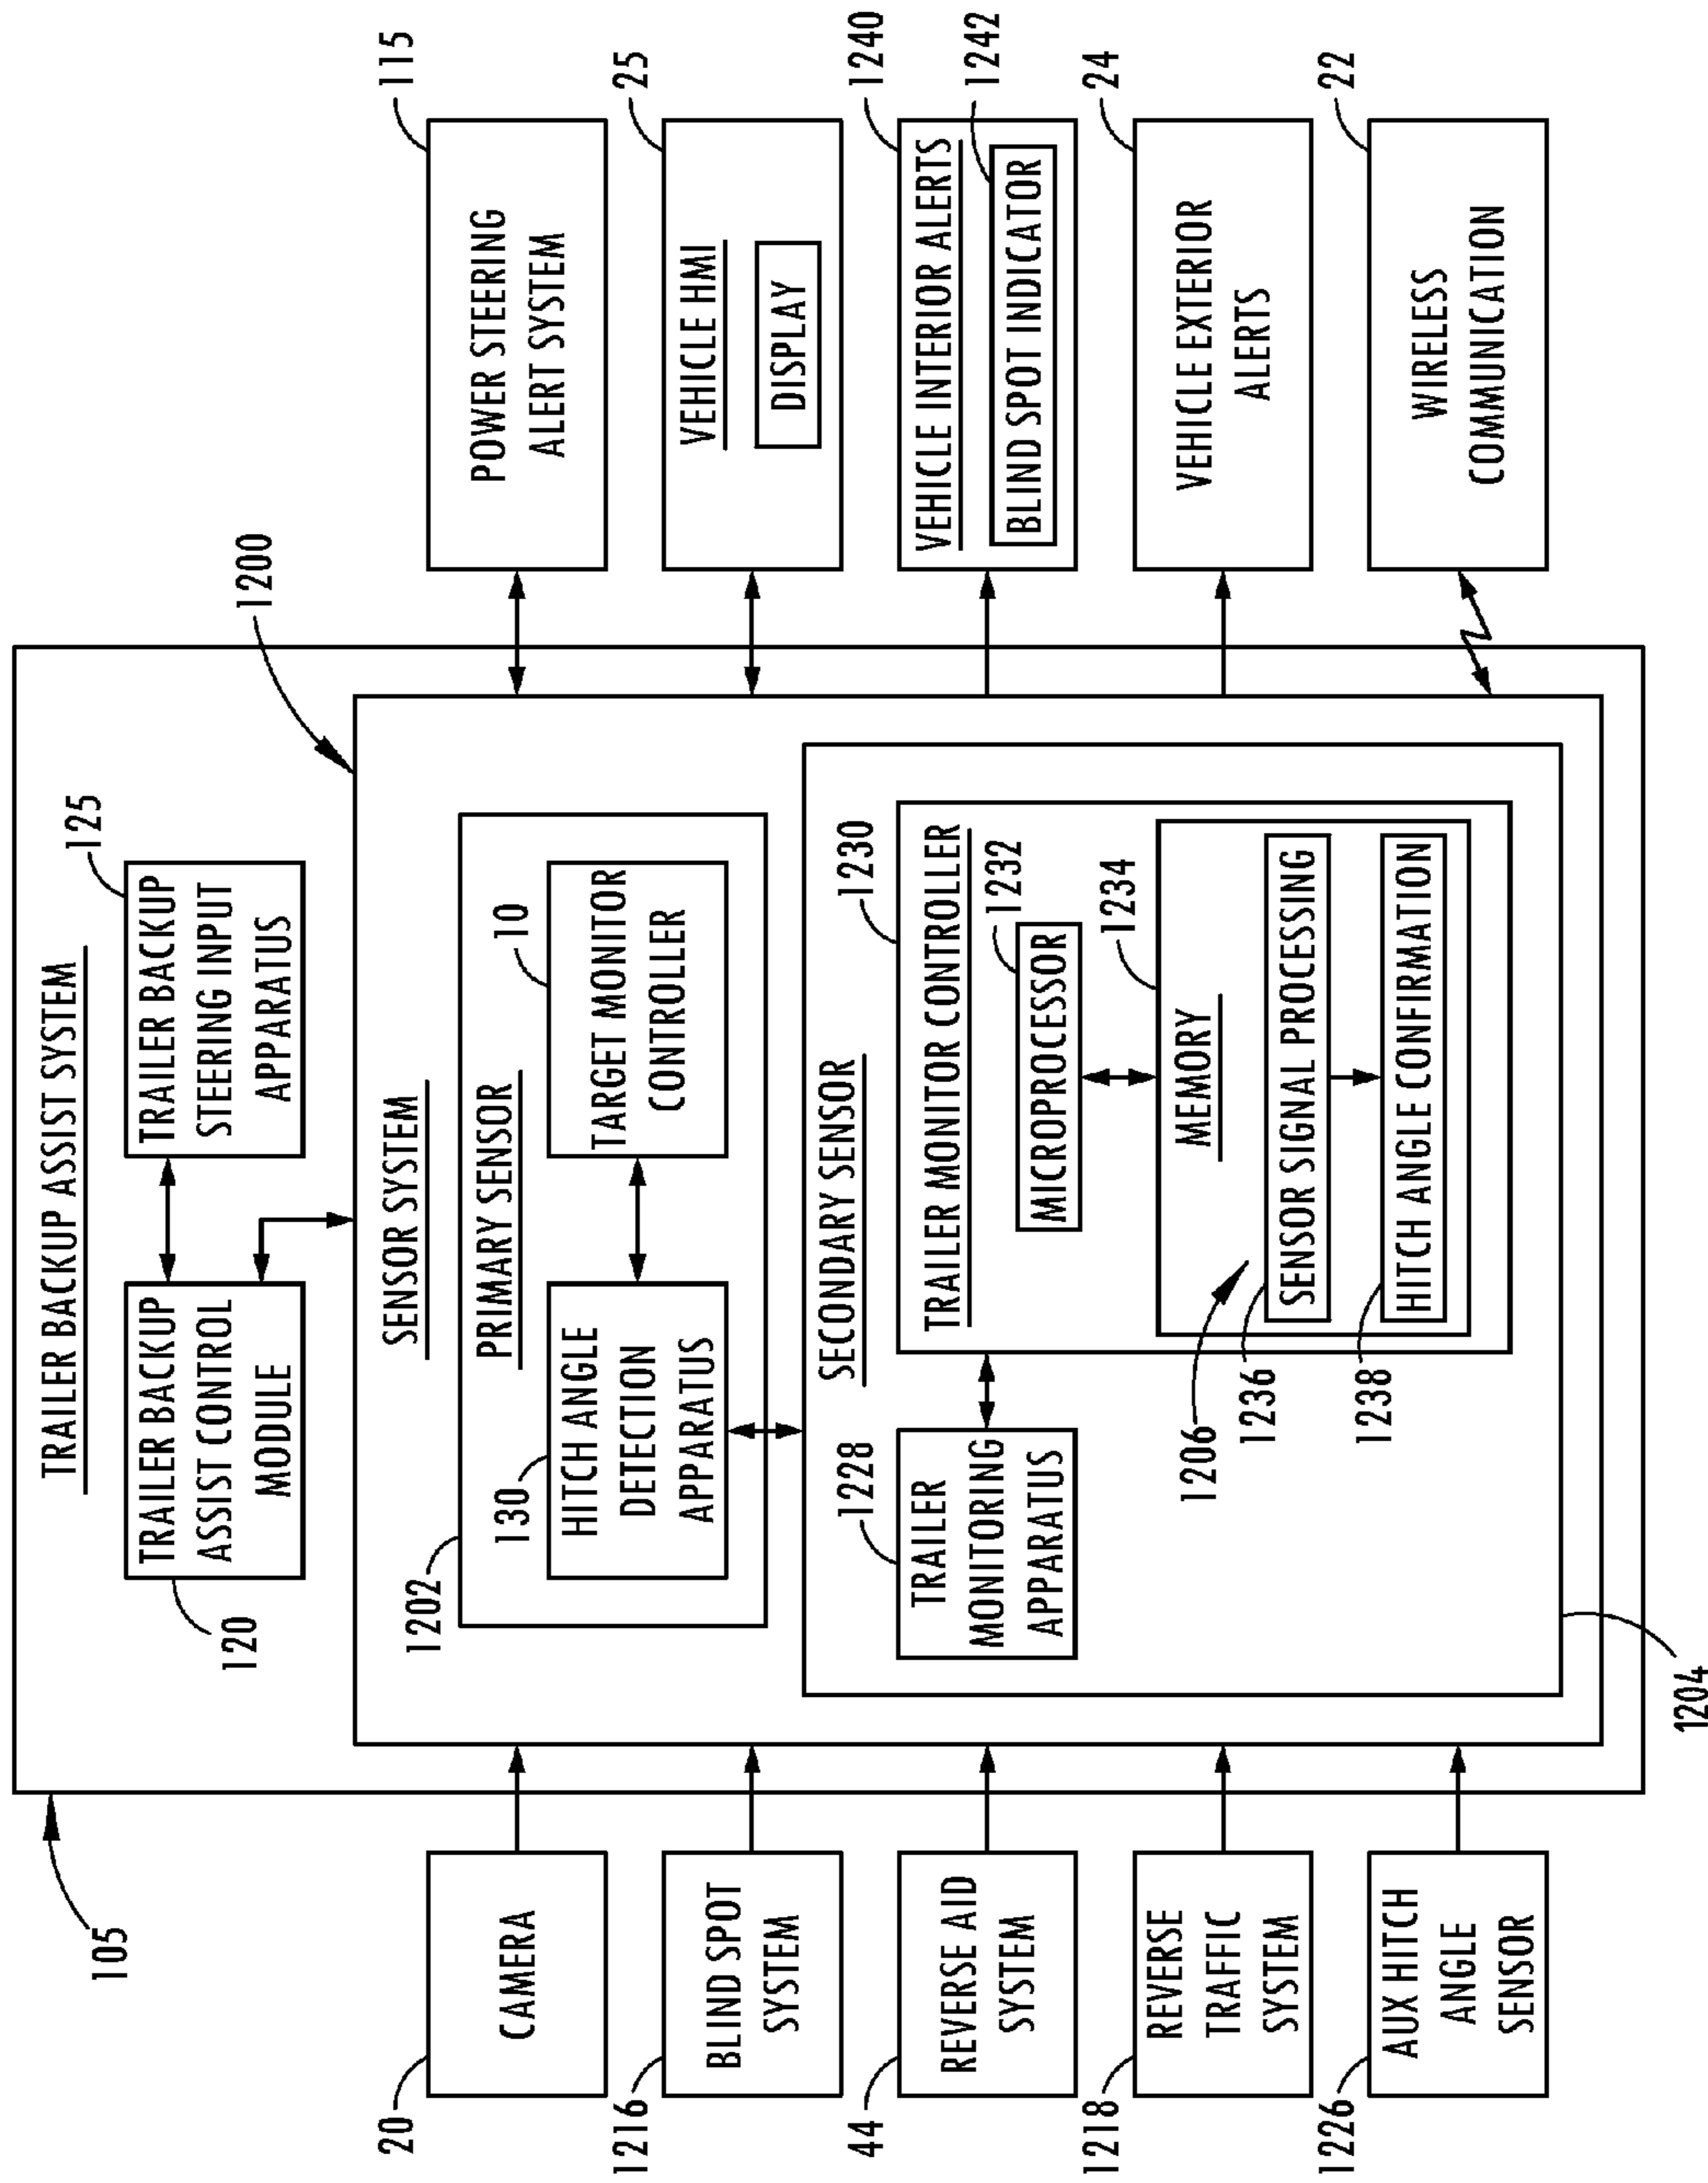 105
TRAILER BACKUP ASSIST SYSTEM
120
TRAILER BACKUP
ASSIST CONTROL
MODULE
125
TRAILER BACKUP
STEERING INPUT
APPARATUS
1200
SENSOR SYSTEM
1202
PRIMARY SENSOR
130
HITCH ANGLE
DETECTION
APPARATUS
10
TARGET MONITOR
CONTROLLER
SECONDARY SENSOR
1204
1228
TRAILER
MONITORING
APPARATUS
1230
TRAILER MONITOR CONTROLLER
1232
MICROPROCESSOR
1234
MEMORY
1206
1236
SENSOR SIGNAL PROCESSING
1238
HITCH ANGLE CONFIRMATION
20
CAMERA
1216
BLIND SPOT
SYSTEM
44
REVERSE AID
SYSTEM
1218
REVERSE
TRAFFIC
SYSTEM
1226
AUX HITCH
ANGLE
SENSOR
115
POWER STEERING
ALERT SYSTEM
25
VEHICLE HMI
DISPLAY
1240
VEHICLE INTERIOR ALERTS
1242
BLIND SPOT INDICATOR
24
VEHICLE EXTERIOR
ALERTS
22
WIRELESS
COMMUNICATION